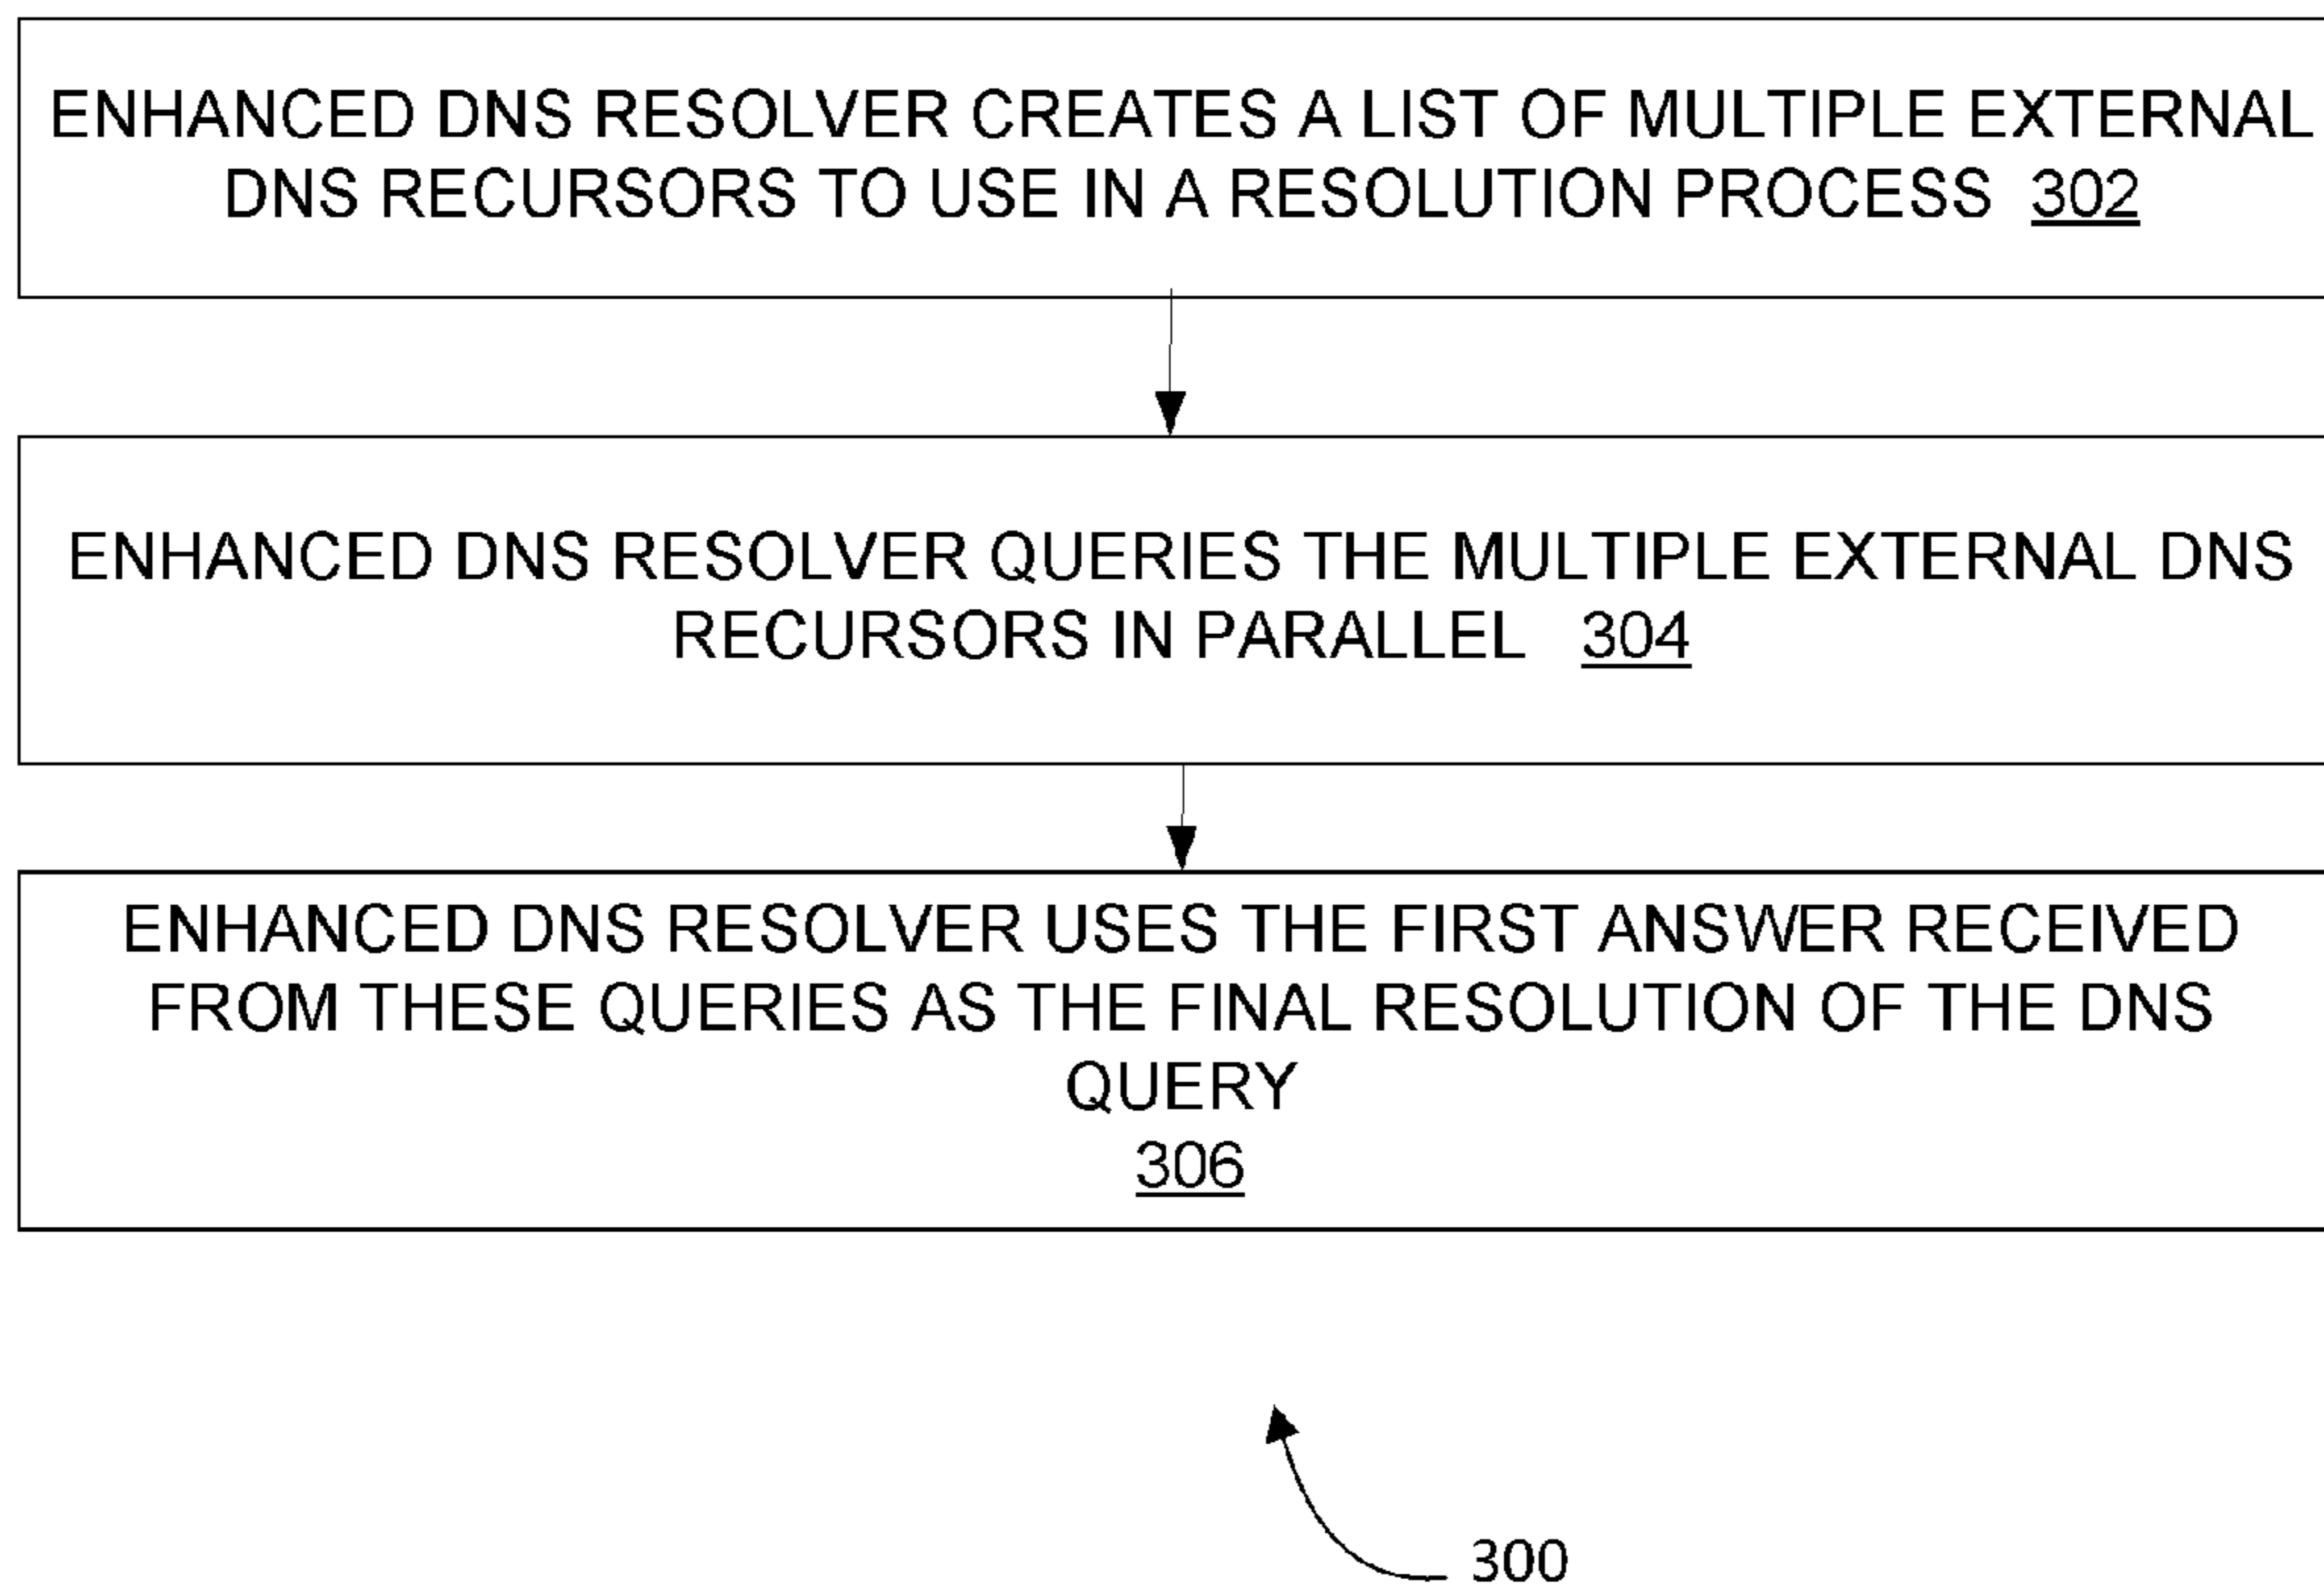 ENHANCED DNS RESOLVER CREATES A LIST OF MULTIPLE EXTERNAL
DNS RECURSORS TO USE IN A RESOLUTION PROCESS 302
ENHANCED DNS RESOLVER QUERIES THE MULTIPLE EXTERNAL DNS
RECURSORS IN PARALLEL 304
ENHANCED DNS RESOLVER USES THE FIRST ANSWER RECEIVED
FROM THESE QUERIES AS THE FINAL RESOLUTION OF THE DNS
QUERY
306
300